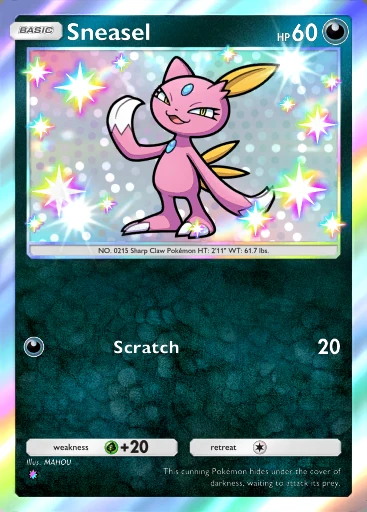 BASIC Sneasel HP 60
NO. 0215 Sharp Claw Pokémon HT: 2'11" WT: 61.7 lbs.
Scratch 20
weakness +20 retreat
Illus. MAHOU
This cunning Pokémon hides under the cover of
darkness, waiting to attack its prey.